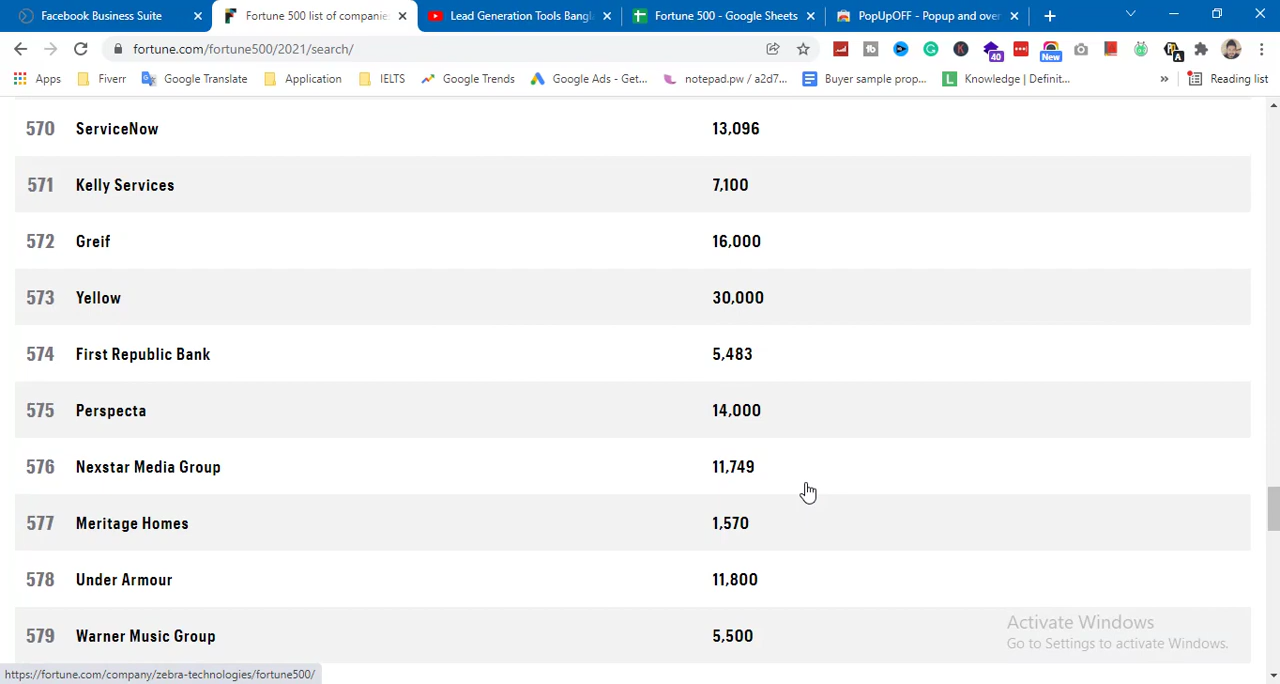 Facebook Business Suite
Fortune 500 list of companie
Lead Generation Tools Bangl
Fortune 500 - Google Sheets
PopUpOFF - Popup and over
fortune.com/fortune500/2021/search/
40
New
A
Apps
Fiverr
Google Translate
Application
IELTS
Google Trends
Google Ads - Get...
notepad.pw / a2d7...
Buyer sample prop...
L
Knowledge | Definit...
»
Reading list
570 ServiceNow 13,096
571 Kelly Services 7,100
572 Greif 16,000
573 Yellow 30,000
574 First Republic Bank 5,483
575 Perspecta 14,000
576 Nexstar Media Group 11,749
577 Meritage Homes 1,570
578 Under Armour 11,800
579 Warner Music Group 5,500
Activate Windows
Go to Settings to activate Windows.
https://fortune.com/company/zebra-technologies/fortune500/